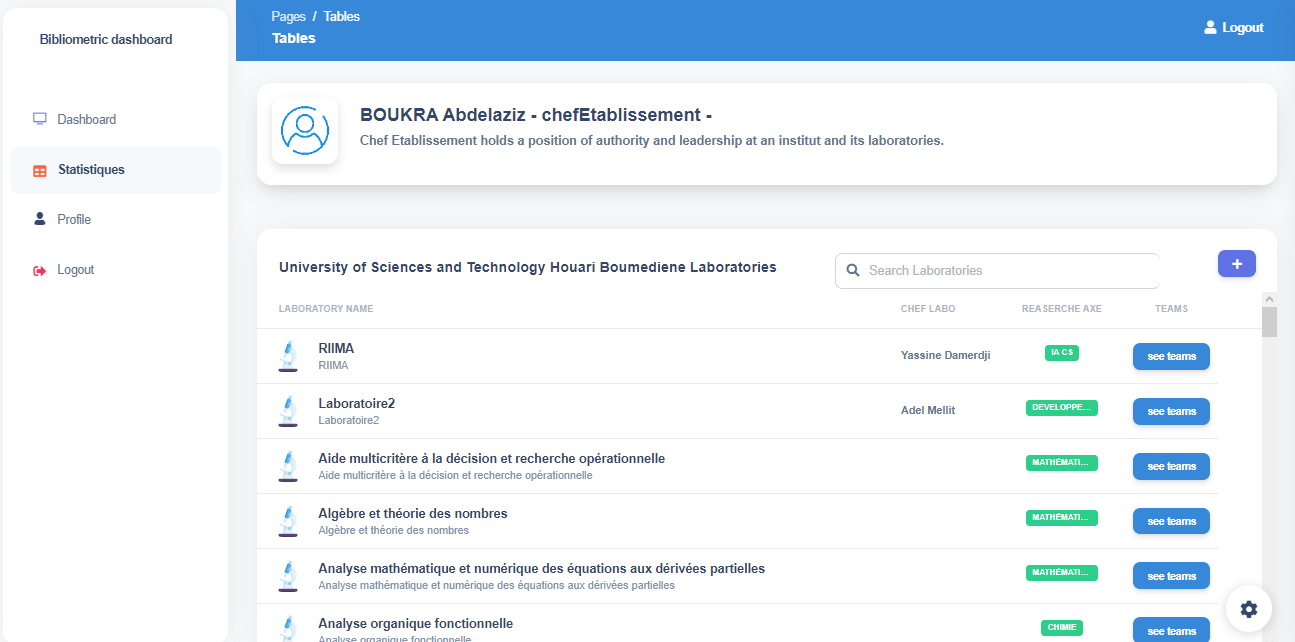 Bibliometric dashboard
Dashboard
Statistiques
Profile
Logout
Pages / Tables
Tables
Logout
BOUKRA Abdelaziz - chefEtablissement -
Chef Etablissement holds a position of authority and leadership at an institut and its laboratories.
University of Sciences and Technology Houari Boumediene Laboratories
Search Laboratories
+
LABORATORY NAME CHEF LABO REASERCHE AXE TEAMS
RIIMA
RIIMA
Yassine Damerdji
IA C$
see teams
Laboratoire2
Laboratoire2
Adel Mellit
DEVELOPPE...
see teams
Aide multicritère à la décision et recherche opérationnelle
Aide multicritère à la décision et recherche opérationnelle
MATHÉMATI...
see teams
Algèbre et théorie des nombres
Algèbre et théorie des nombres
MATHÉMATI...
see teams
Analyse mathématique et numérique des équations aux dérivées partielles
Analyse mathématique et numérique des équations aux dérivées partielles
MATHÉMATI...
see teams
Analyse organique fonctionnelle
Analyse organique fonctionnelle
CHIMIE
see teams